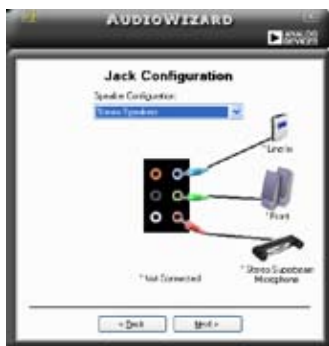 AUDIOWIZARD
ANALOG
DEVICES
Jack Configuration
Speaker Configuration:
Stereo Speakers
*Line In
*Front
*Stereo Superbeam
Microphone
*Not Connected
< Back
Next >